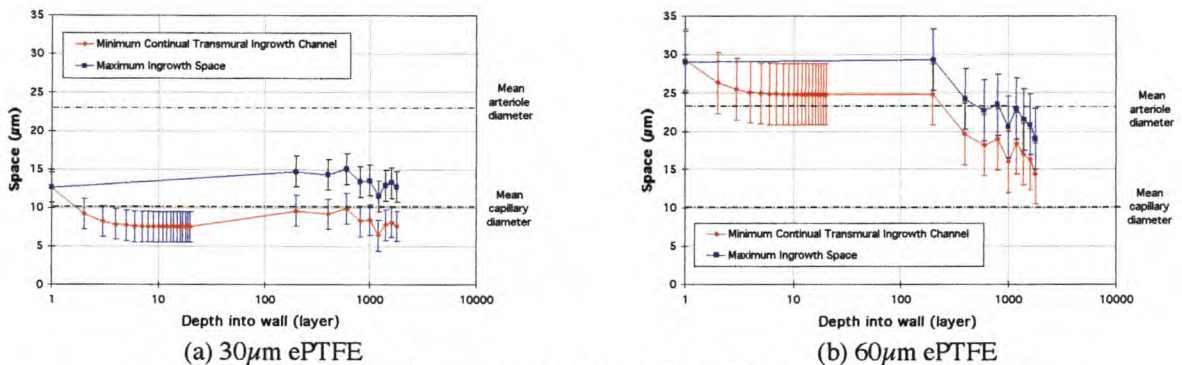 35
30
25
20
15
10
5
0
Space (µm)
Minimum Continual Transmural Ingrowth Channel
Maximum Ingrowth Space
Mean
arteriole
diameter
Mean
capillary
diameter
1
10
100
1000
10000
Depth into wall (layer)
(a) 30µm ePTFE
35
30
25
20
15
10
5
0
Space (µm)
Mean
arteriole
diameter
Mean
capillary
diameter
Minimum Continual Transmural Ingrowth Channel
Maximum Ingrowth Space
1
10
100
1000
10000
Depth into wall (layer)
(b) 60µm ePTFE